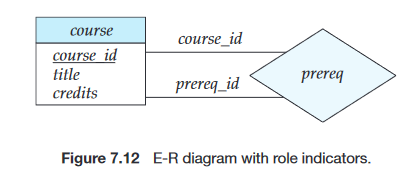 course
course_id
title
credits
course_id
prereq_id
prereq
Figure 7.12 E-R diagram with role indicators.